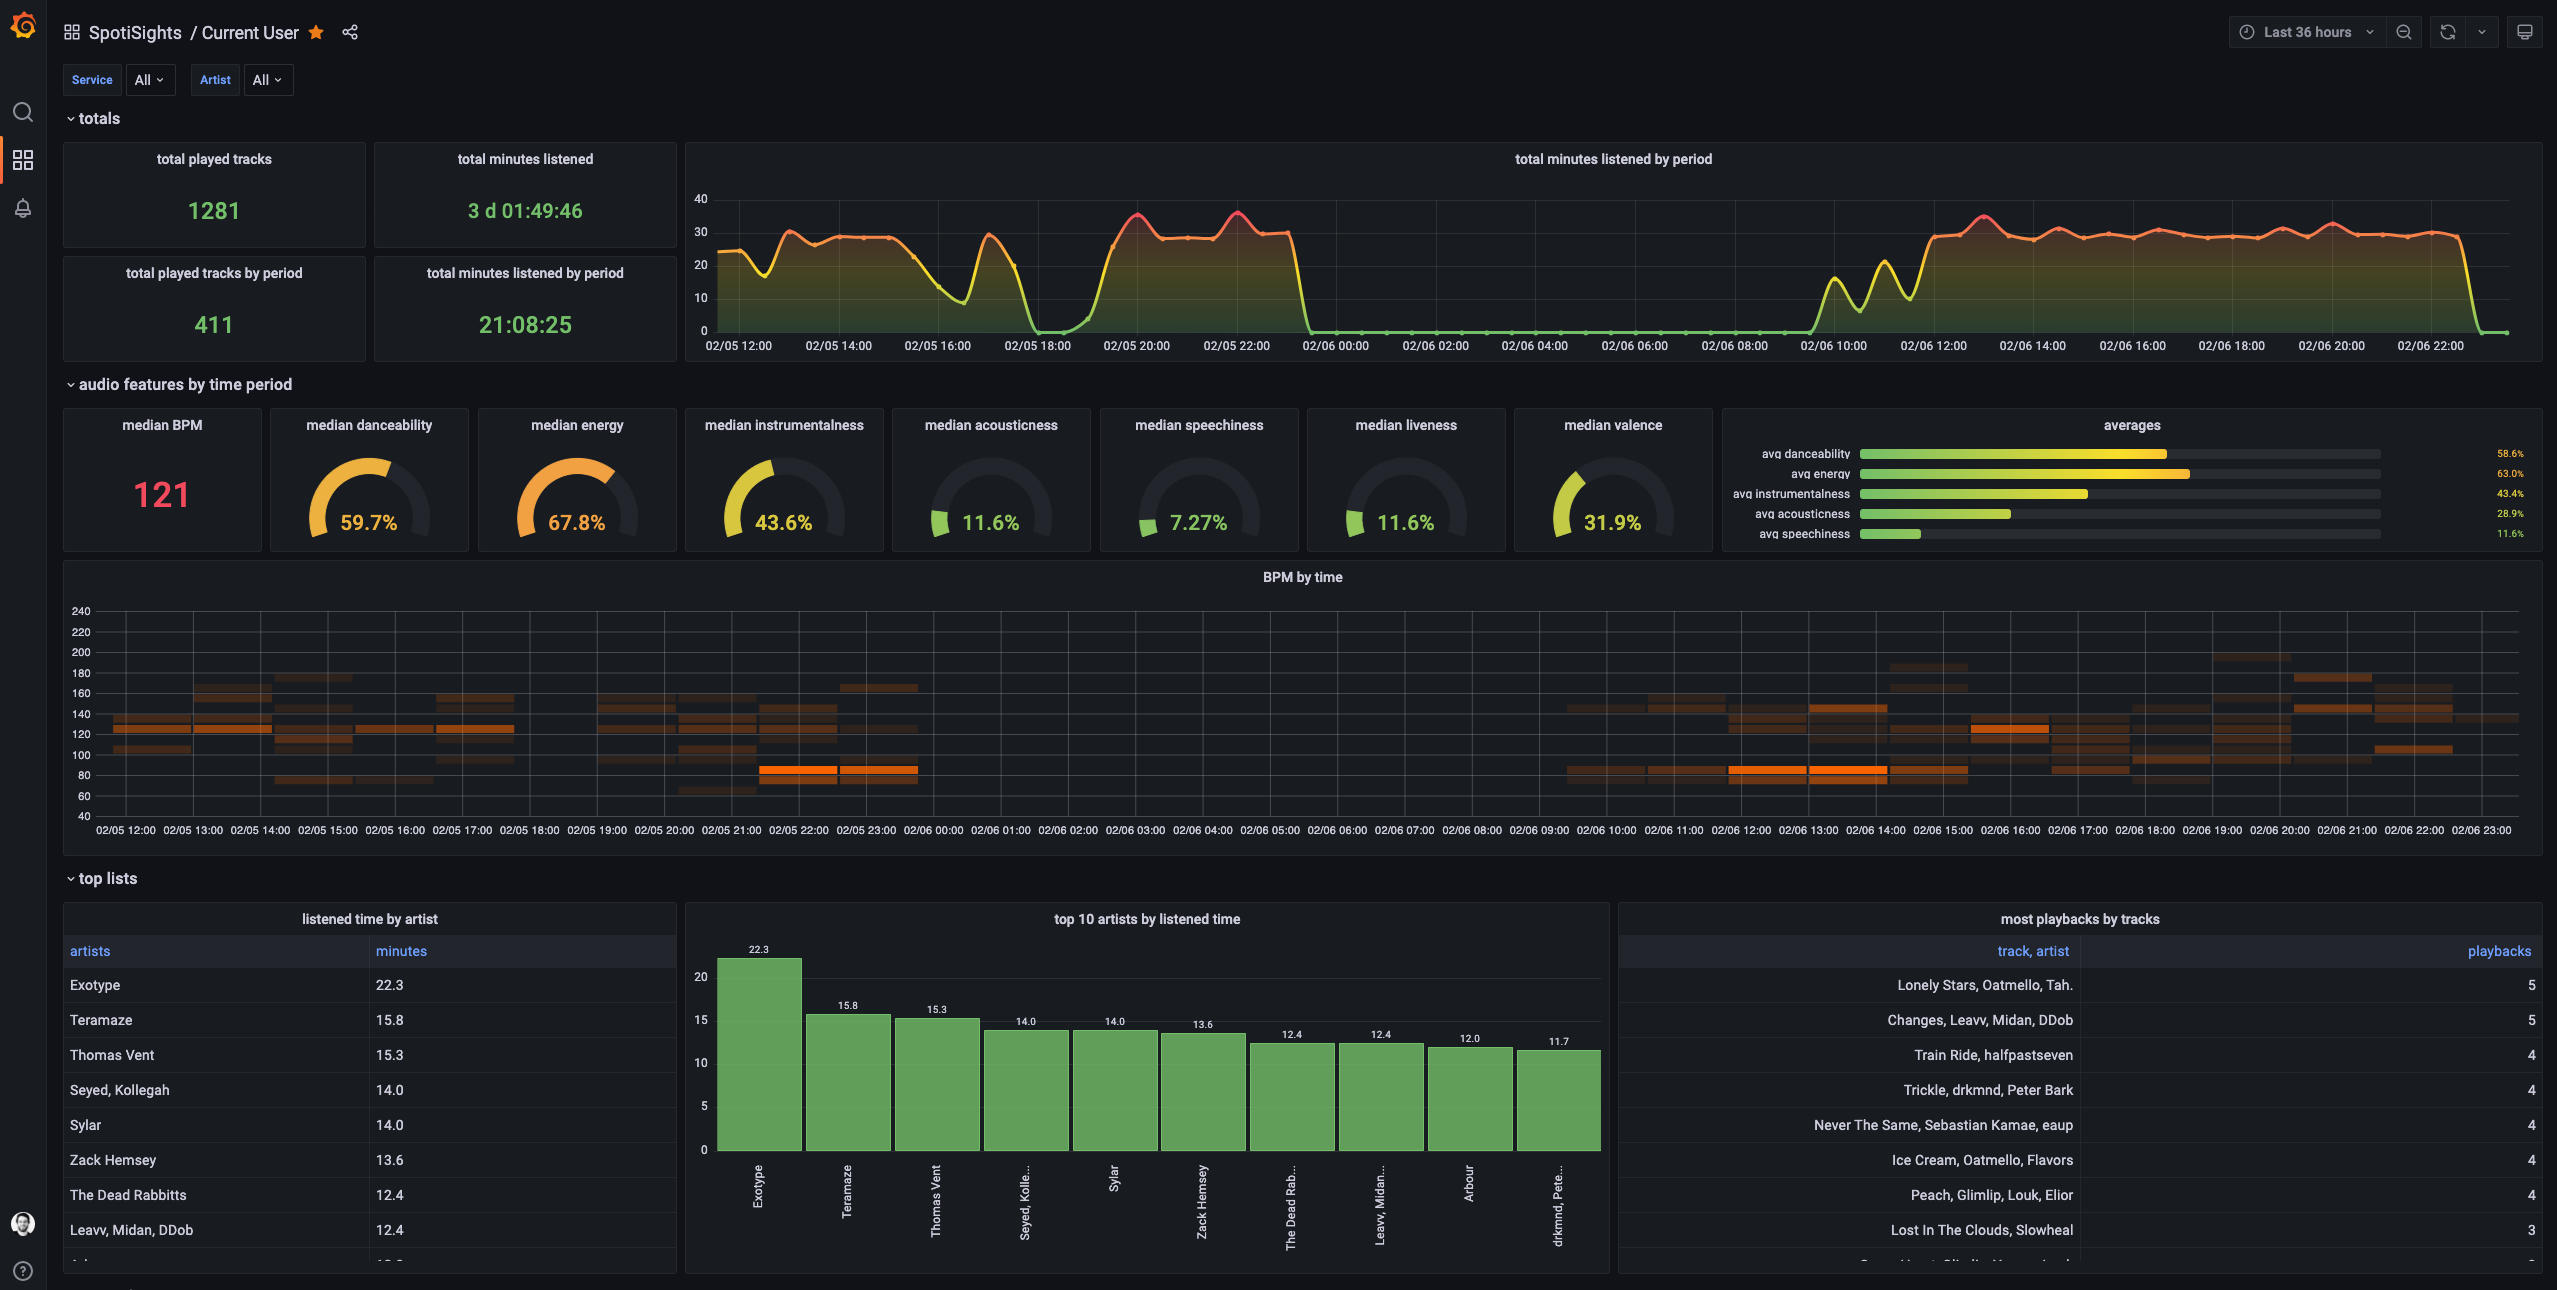 SpotiSights / Current User
Last 36 hours
Service All Artist All
totals
total played tracks
1281
total minutes listened
3 d 01:49:46
total played tracks by period
411
total minutes listened by period
21:08:25
total minutes listened by period
40
30
20
10
0
02/05 12:00 02/05 14:00 02/05 16:00 02/05 18:00 02/05 20:00 02/05 22:00 02/06 00:00 02/06 02:00 02/06 04:00 02/06 06:00 02/06 08:00 02/06 10:00 02/06 12:00 02/06 14:00 02/06 16:00 02/06 18:00 02/06 20:00 02/06 22:00
audio features by time period
median BPM
121
median danceability
59.7%
median energy
67.8%
median instrumentalness
43.6%
median acousticness
11.6%
median speechiness
7.27%
median liveness
11.6%
median valence
31.9%
averages
avg danceability 58.6%
avg energy 63.0%
avg instrumentalness 43.4%
avg acousticness 28.9%
avg speechiness 11.6%
BPM by time
240
220
200
180
160
140
120
100
80
60
40
02/05 12:00 02/05 13:00 02/05 14:00 02/05 15:00 02/05 16:00 02/05 17:00 02/05 18:00 02/05 19:00 02/05 20:00 02/05 21:00 02/05 22:00 02/05 23:00 02/06 00:00 02/06 01:00 02/06 02:00 02/06 03:00 02/06 04:00 02/06 05:00 02/06 06:00 02/06 07:00 02/06 08:00 02/06 09:00 02/06 10:00 02/06 11:00 02/06 12:00 02/06 13:00 02/06 14:00 02/06 15:00 02/06 16:00 02/06 17:00 02/06 18:00 02/06 19:00 02/06 20:00 02/06 21:00 02/06 22:00 02/06 23:00
top lists
listened time by artist
artists minutes
Exotype 22.3
Teramaze 15.8
Thomas Vent 15.3
Seyed, Kollegah 14.0
Sylar 14.0
Zack Hemsey 13.6
The Dead Rabbitts 12.4
Leavv, Midan, DDob 12.4
top 10 artists by listened time
20
15
10
5
0
22.3 15.8 15.3 14.0 14.0 13.6 12.4 12.4 12.0 11.7
Exotype
Teramaze
Thomas Vent
Seyed, Kolle...
Sylar
Zack Hemsey
The Dead Rab...
Leavv, Midan...
Arbour
drkmnd, Pete...
most playbacks by tracks
track, artist playbacks
Lonely Stars, Oatmello, Tah. 5
Changes, Leavv, Midan, DDob 5
Train Ride, halfpastseven 4
Trickle, drkmnd, Peter Bark 4
Never The Same, Sebastian Kamae, eaup 4
Ice Cream, Oatmello, Flavors 4
Peach, Glimlip, Louk, Elior 4
Lost In The Clouds, Slowheal 3